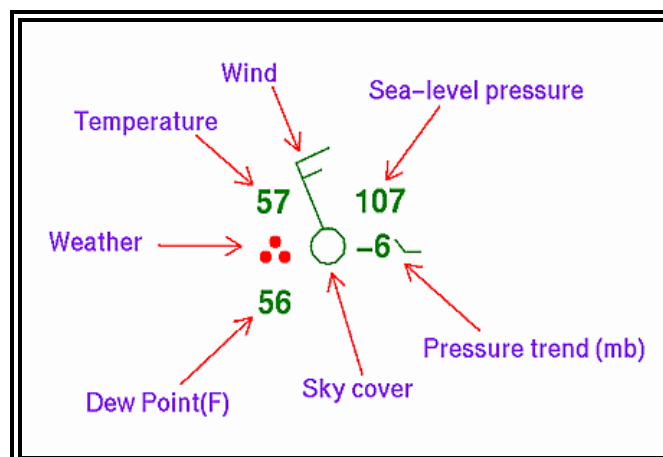 Wind
Sea-level pressure
Temperature
57
107
Weather
-6
56
Pressure trend (mb)
Dew Point(F)
Sky cover